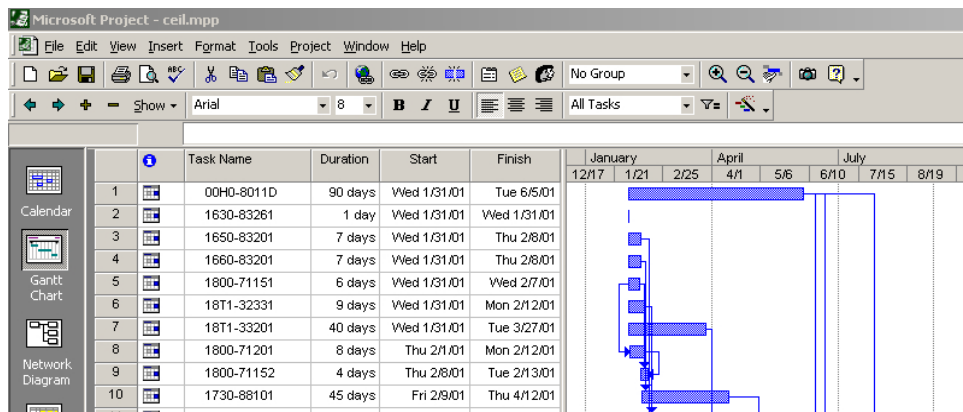 Microsoft Project - ceil.mpp
File Edit View Insert Format Tools Project Window Help
ABC No Group
Show Arial 8 B I U All Tasks
Task Name Duration Start Finish January April July
12/17 1/21 2/25 4/1 5/6 6/10 7/15 8/19
1 00H0-8011D 90 days Wed 1/31/01 Tue 6/5/01
2 1630-83261 1 day Wed 1/31/01 Wed 1/31/01
3 1650-83201 7 days Wed 1/31/01 Thu 2/8/01
4 1660-83201 7 days Wed 1/31/01 Thu 2/8/01
5 1800-71151 6 days Wed 1/31/01 Wed 2/7/01
6 18T1-32331 9 days Wed 1/31/01 Mon 2/12/01
7 18T1-33201 40 days Wed 1/31/01 Tue 3/27/01
8 1800-71201 8 days Thu 2/1/01 Mon 2/12/01
9 1800-71152 4 days Thu 2/8/01 Tue 2/13/01
10 1730-88101 45 days Fri 2/9/01 Thu 4/12/01
Calendar
Gantt
Chart
Network
Diagram